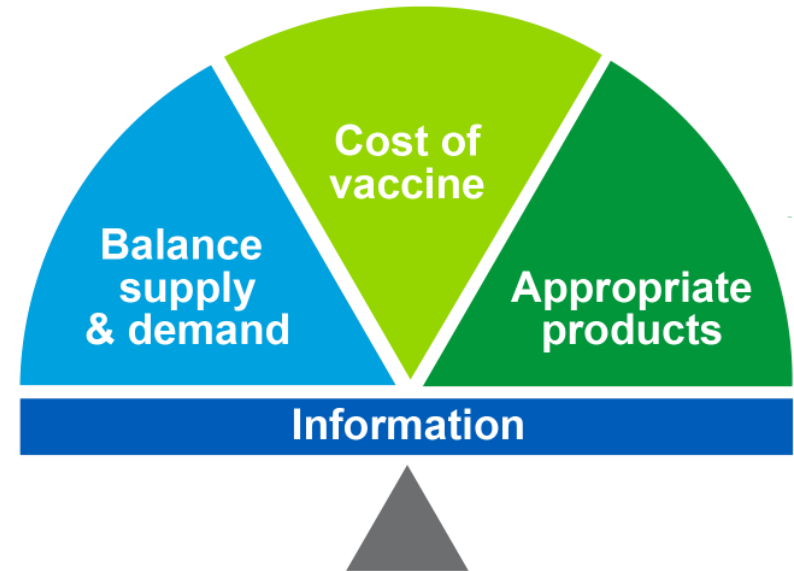 Cost of
vaccine
Balance
supply
& demand
Appropriate
products
Information